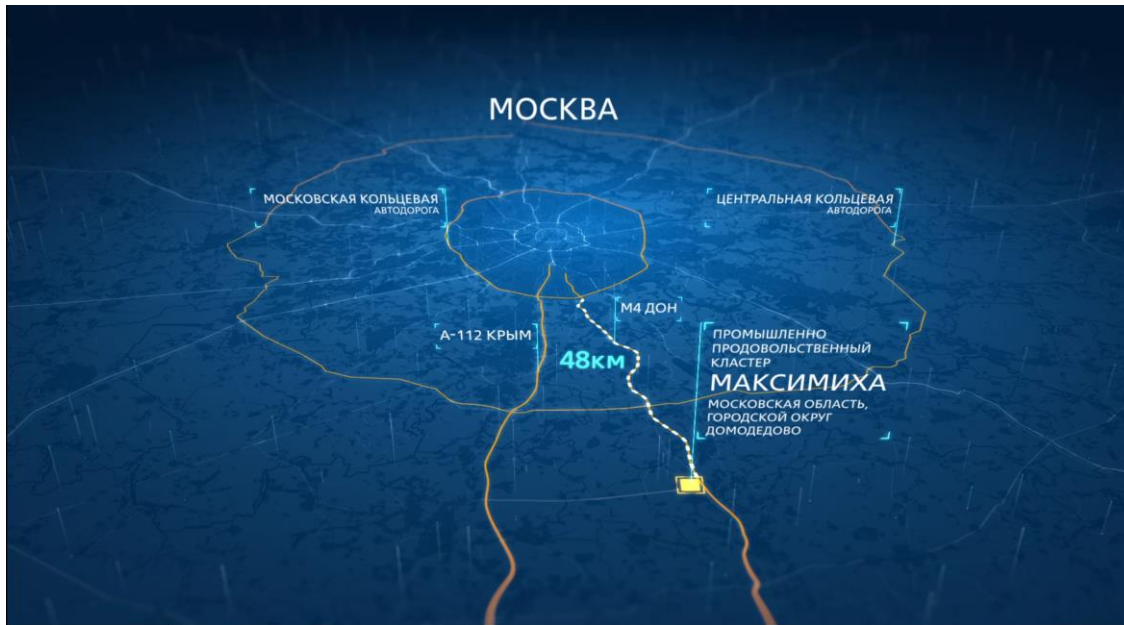 МОСКВА
МОСКОВСКАЯ КОЛЬЦЕВАЯ
АВТОДОРОГА
ЦЕНТРАЛЬНАЯ КОЛЬЦЕВАЯ
АВТОДОРОГА
М4 ДОН
А-112 КРЫМ
48км
ПРОМЫШЛЕННО
ПРОДОВОЛЬСТВЕННЫЙ
КЛАСТЕР
МАКСИМИХА
МОСКОВСКАЯ ОБЛАСТЬ,
ГОРОДСКОЙ ОКРУГ
ДОМОДЕДОВО